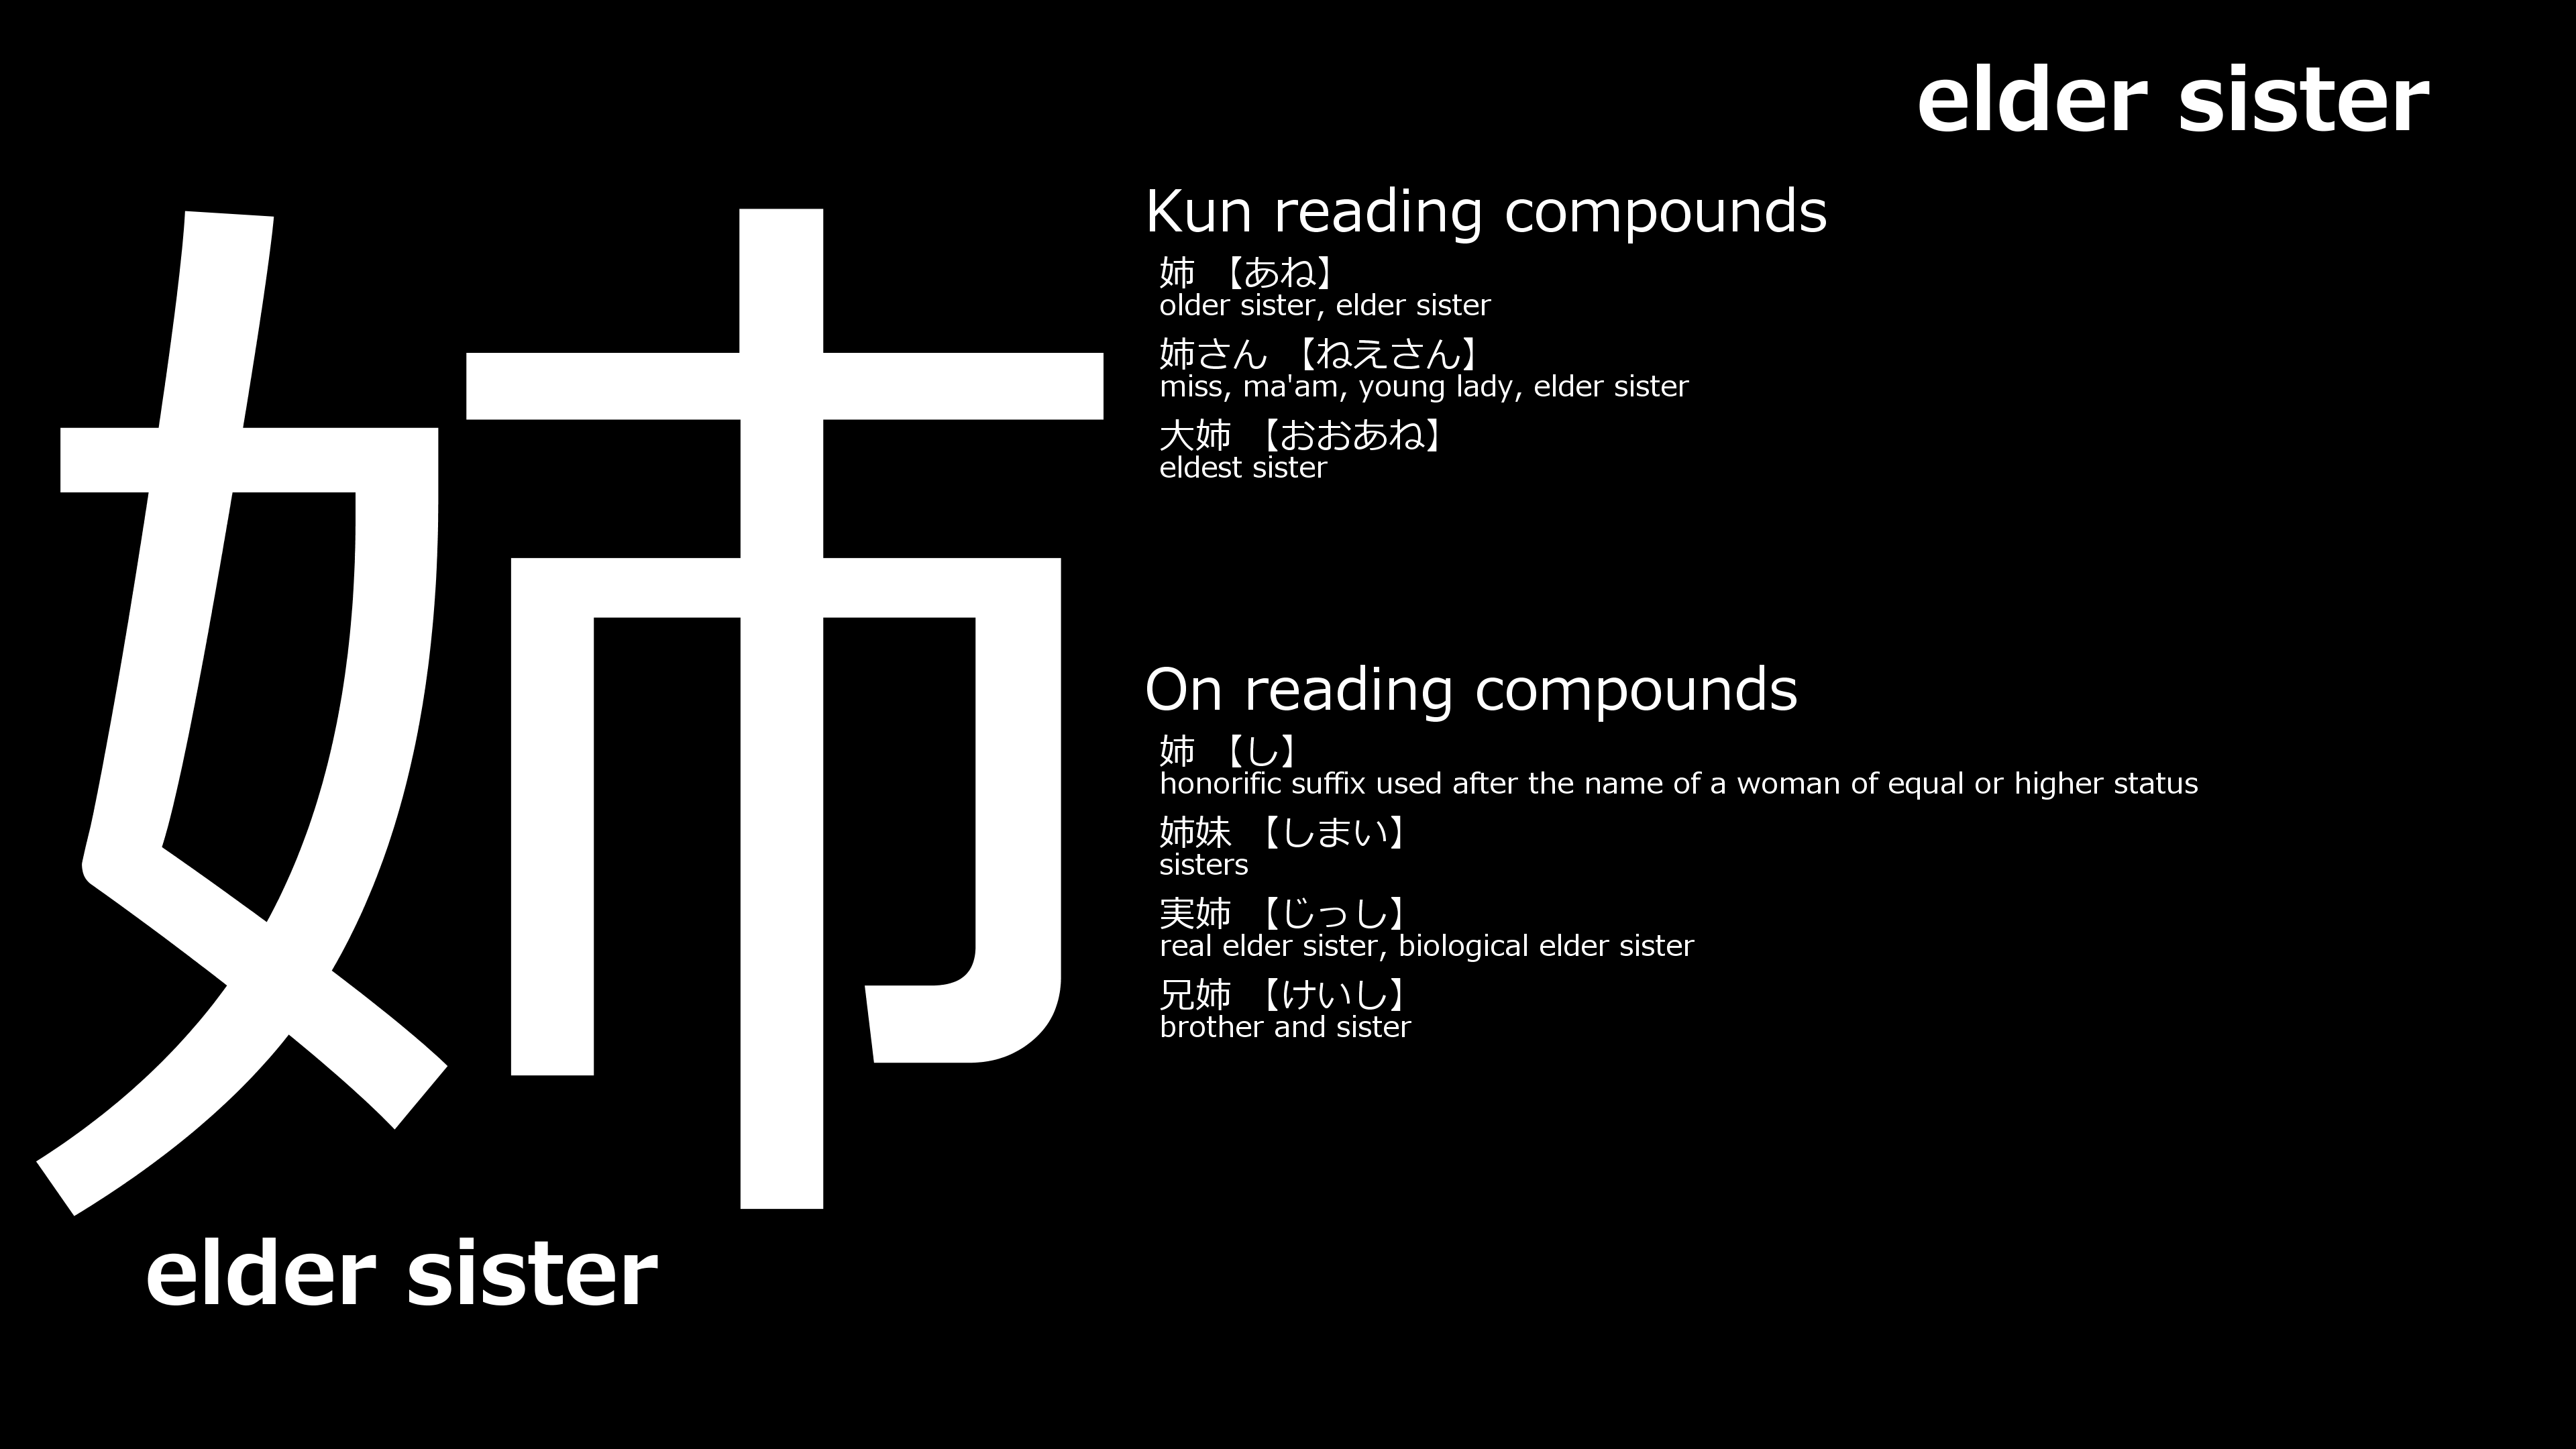 elder sister
姉
Kun reading compounds
姉 【あね】
older sister, elder sister
姉さん 【ねえさん】
miss, ma'am, young lady, elder sister
大姉 【おおあね】
eldest sister
On reading compounds
姉 【し】
honorific suffix used after the name of a woman of equal or higher status
姉妹 【しまい】
sisters
実姉 【じっし】
real elder sister, biological elder sister
兄姉 【けいし】
brother and sister
elder sister